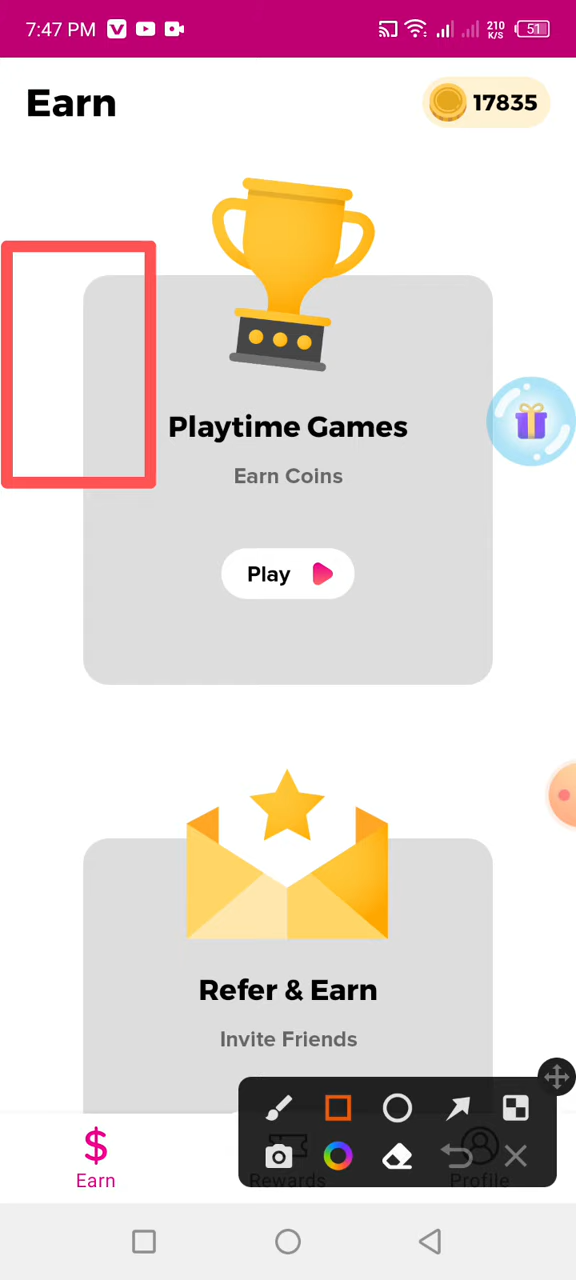 7:47 PM
210
K/S
51
Earn
17835
Playtime Games
Earn Coins
Play
Refer & Earn
Invite Friends
Earn
Rewards
Profile